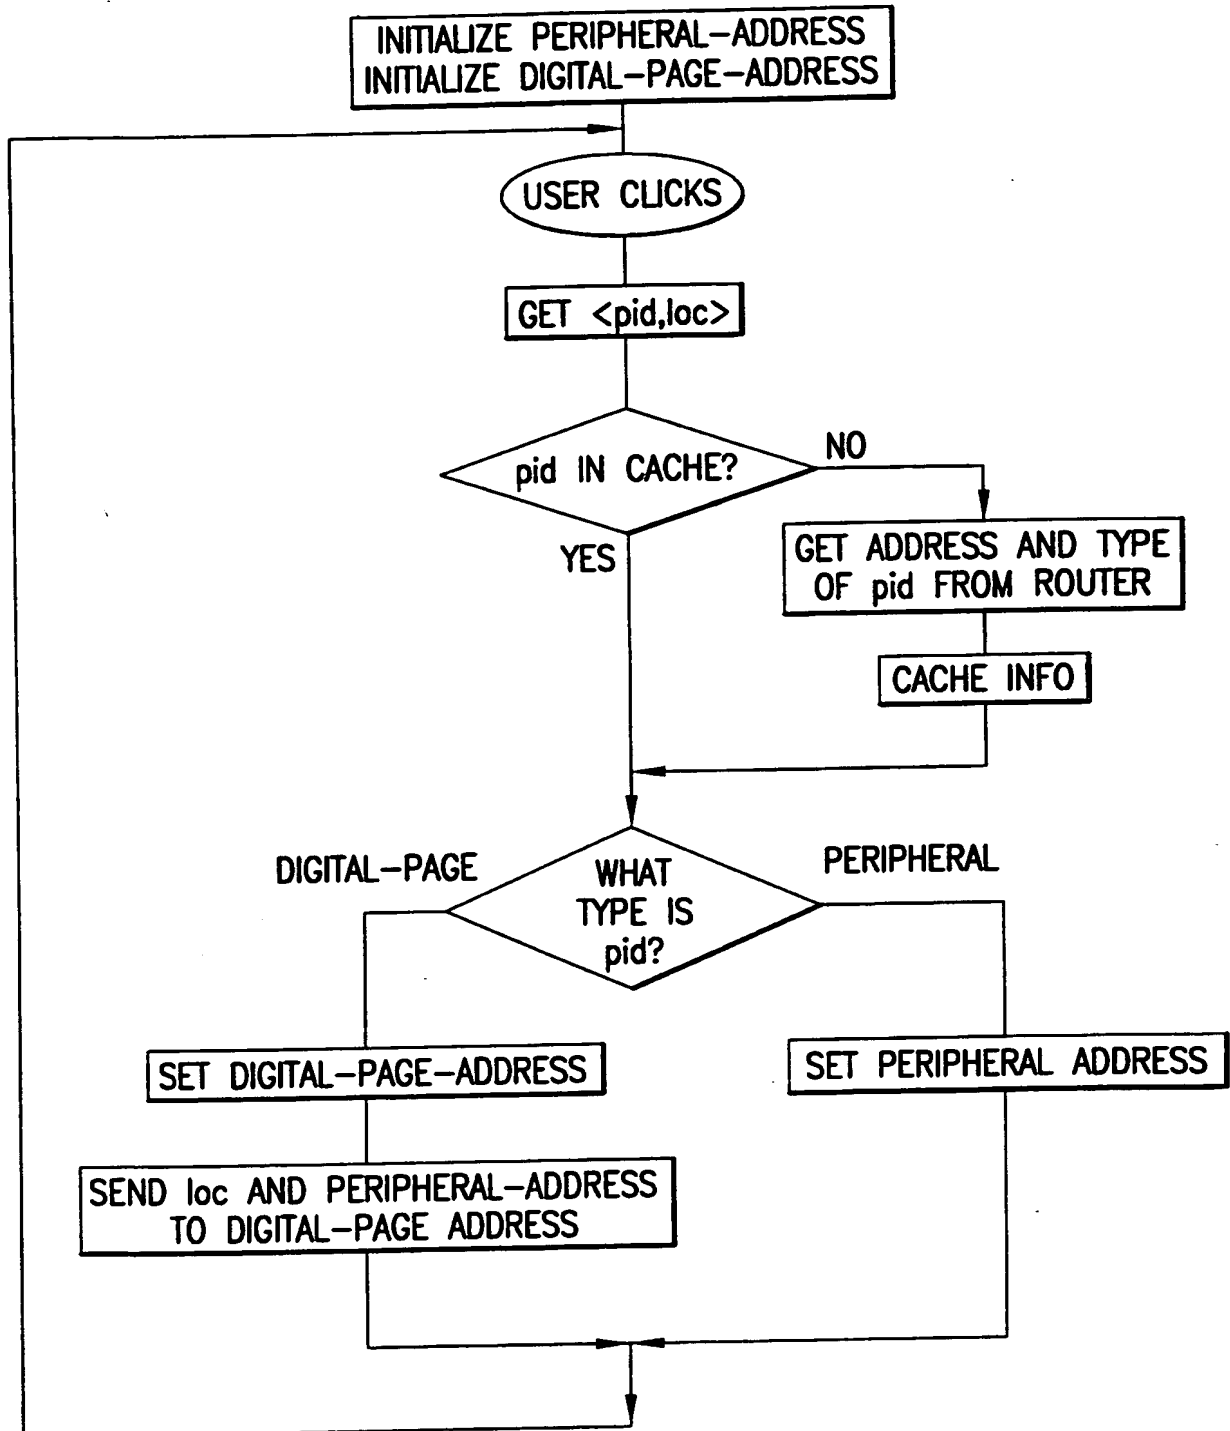 INITIALIZE PERIPHERAL-ADDRESS
INITIALIZE DIGITAL-PAGE-ADDRESS
USER CLICKS
GET <pid,loc>
pid IN CACHE?
NO
YES
GET ADDRESS AND TYPE
OF pid FROM ROUTER
CACHE INFO
DIGITAL-PAGE
WHAT
TYPE IS
pid?
PERIPHERAL
SET DIGITAL-PAGE-ADDRESS
SET PERIPHERAL ADDRESS
SEND loc AND PERIPHERAL-ADDRESS
TO DIGITAL-PAGE ADDRESS